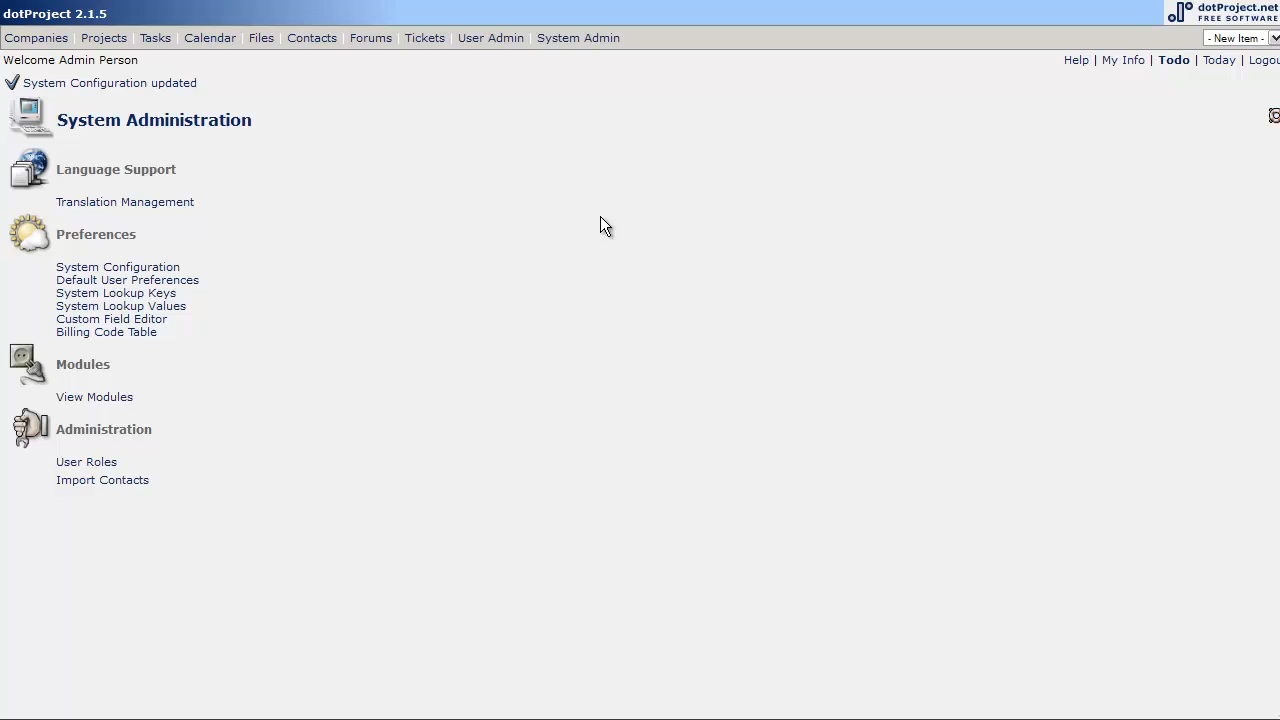 dotProject 2.1.5
dotProject.net
FREE SOFTWARE
Companies | Projects | Tasks | Calendar | Files | Contacts | Forums | Tickets | User Admin | System Admin
- New Item -
Welcome Admin Person
Help | My Info | Todo | Today | Logou
System Configuration updated
System Administration
Language Support
Translation Management
Preferences
System Configuration
Default User Preferences
System Lookup Keys
System Lookup Values
Custom Field Editor
Billing Code Table
Modules
View Modules
Administration
User Roles
Import Contacts